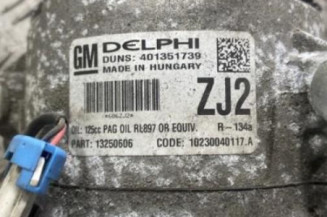 GM DELPHI
DUNS: 401351739
MADE IN HUNGARY
ZJ2
OIL: 125cc PAG OIL RL897 OR EQUIV. R-134a
PART: 13250606 CODE: 10230040117.A